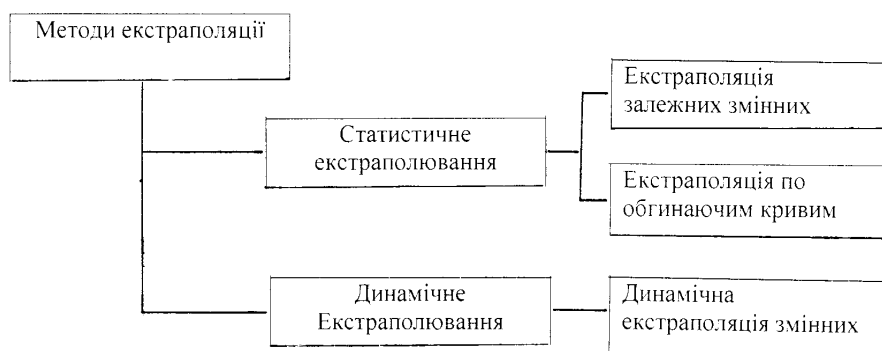 Методи екстраполяції
Екстраполяція
залежних змінних
Статистичне
екстраполювання
Екстраполяція по
обгинаючим кривим
Динамічне
Екстраполювання
Динамічна
екстраполяція змінних